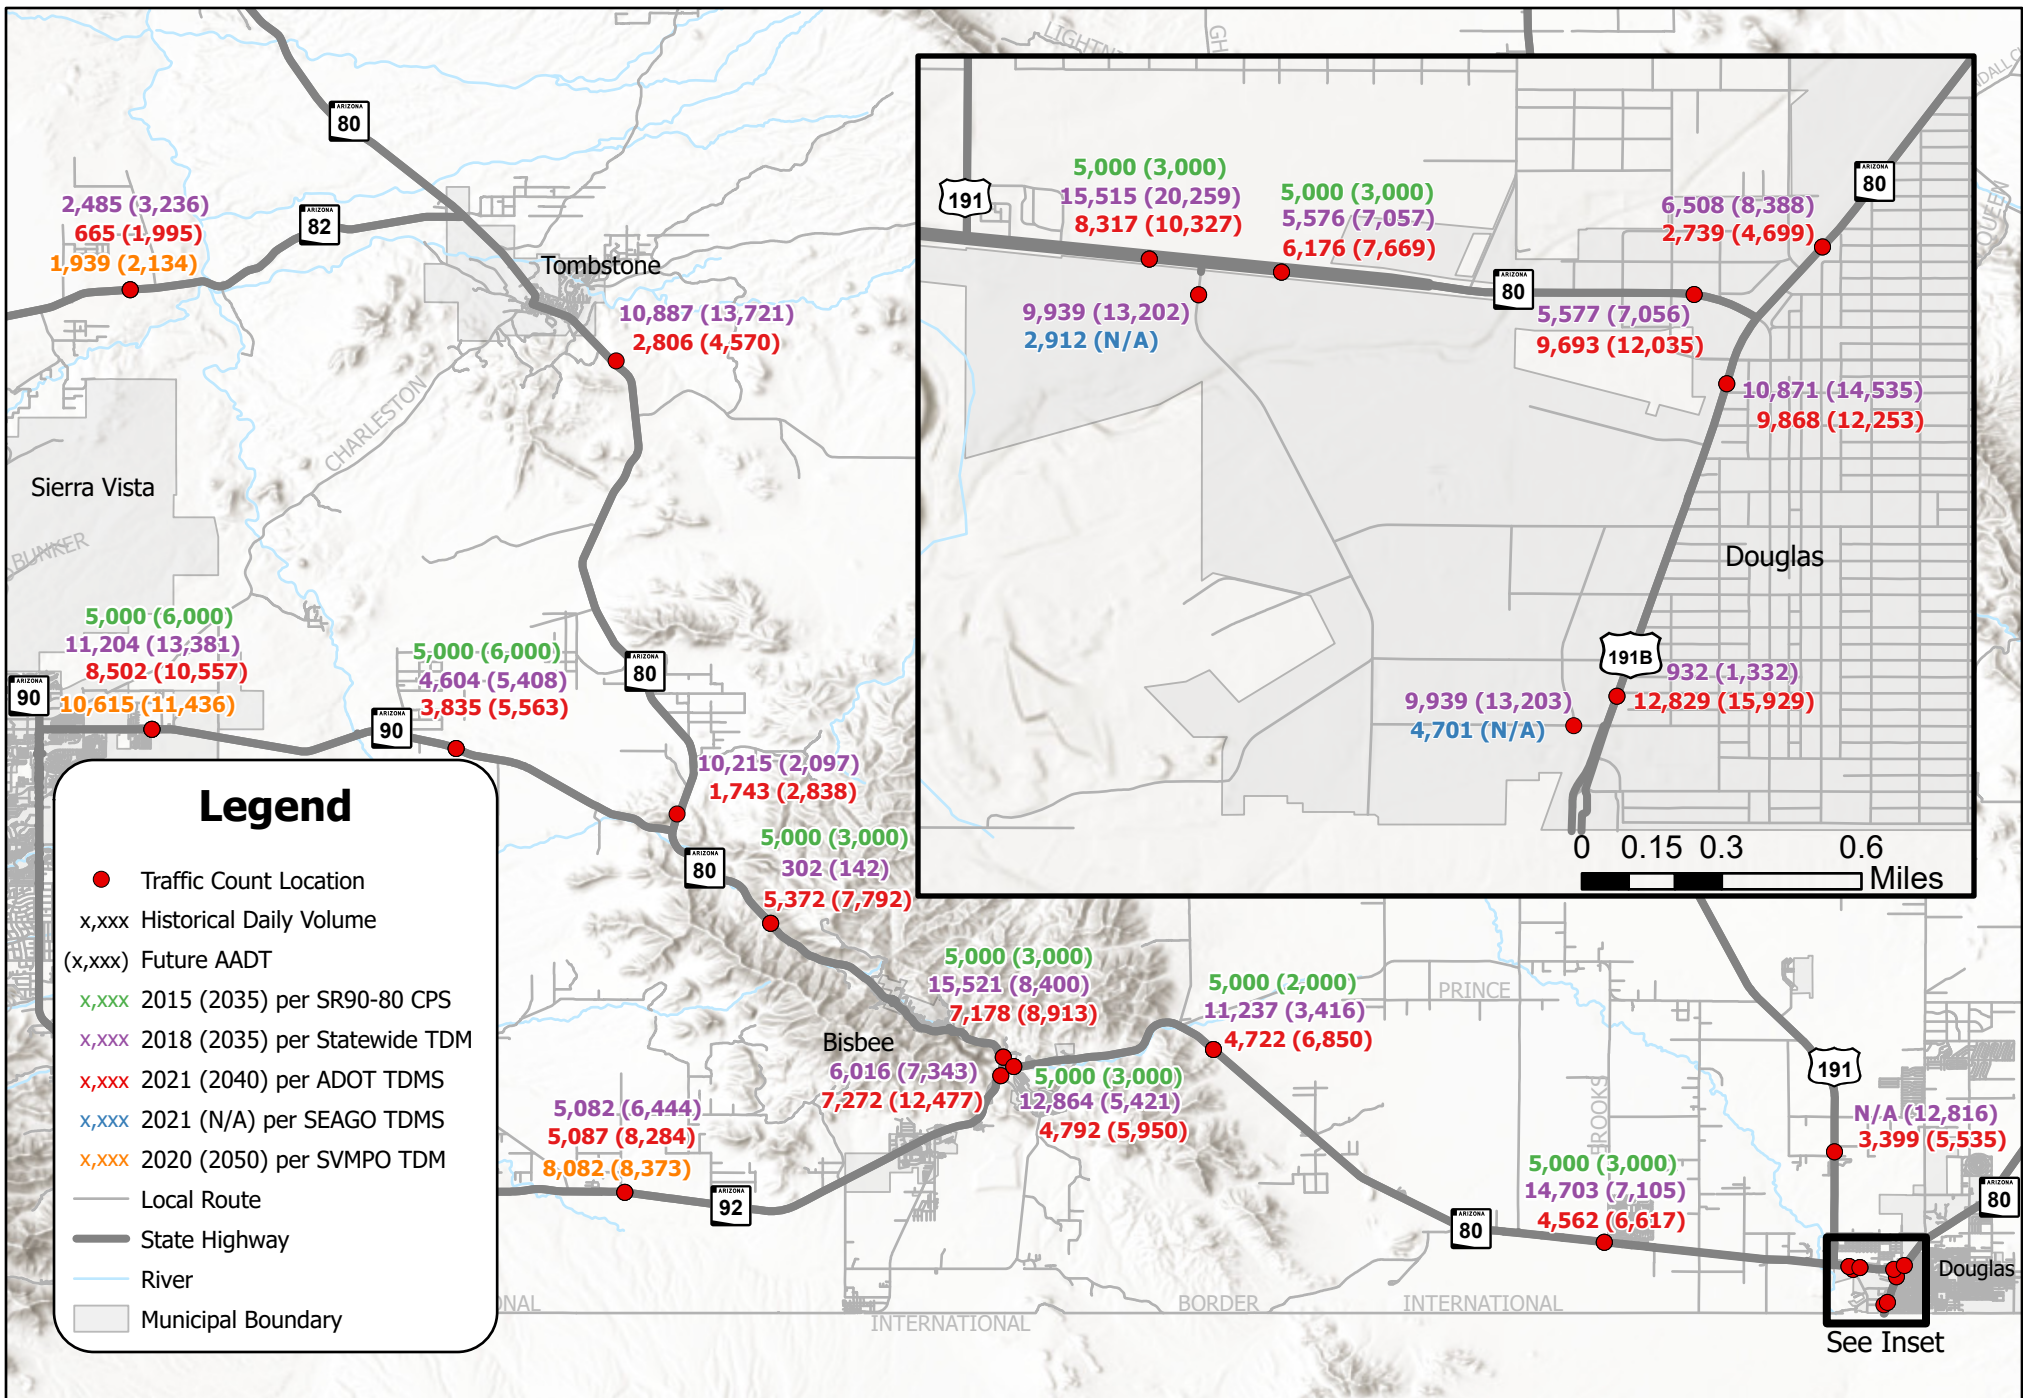 LIGHTN
GH
ARIZONA
80
2,485 (3,236)
665 (1,995)
1,939 (2,134)
ARIZONA
82
Tombstone
10,887 (13,721)
2,806 (4,570)
CHARLESTON
Sierra Vista
BUNKER
5,000 (6,000)
11,204 (13,381)
8,502 (10,557)
10,615 (11,436)
ARIZONA
90
5,000 (6,000)
4,604 (5,408)
3,835 (5,563)
ARIZONA
90
ARIZONA
80
10,215 (2,097)
1,743 (2,838)
5,000 (3,000)
302 (142)
5,372 (7,792)
ARIZONA
80
191
5,000 (3,000)
15,515 (20,259)
8,317 (10,327)
5,000 (3,000)
5,576 (7,057)
6,176 (7,669)
6,508 (8,388)
2,739 (4,699)
ARIZONA
80
9,939 (13,202)
2,912 (N/A)
ARIZONA
80
5,577 (7,056)
9,693 (12,035)
10,871 (14,535)
9,868 (12,253)
Douglas
191B
932 (1,332)
12,829 (15,929)
9,939 (13,203)
4,701 (N/A)
0 0.15 0.3 0.6
Miles
Legend
Traffic Count Location
x,xxx Historical Daily Volume
(x,xxx) Future AADT
x,xxx 2015 (2035) per SR90-80 CPS
x,xxx 2018 (2035) per Statewide TDM
x,xxx 2021 (2040) per ADOT TDMS
x,xxx 2021 (N/A) per SEAGO TDMS
x,xxx 2020 (2050) per SVMPO TDM
Local Route
State Highway
River
Municipal Boundary
5,000 (3,000)
15,521 (8,400)
7,178 (8,913)
Bisbee
6,016 (7,343)
7,272 (12,477)
5,000 (3,000)
12,864 (5,421)
4,792 (5,950)
5,000 (2,000)
11,237 (3,416)
4,722 (6,850)
PRINCE
BROOKS
5,082 (6,444)
5,087 (8,284)
8,082 (8,373)
ARIZONA
92
5,000 (3,000)
14,703 (7,105)
4,562 (6,617)
ARIZONA
80
191
N/A (12,816)
3,399 (5,535)
ARIZONA
80
Douglas
See Inset
ONAL
INTERNATIONAL
BORDER
INTERNATIONAL